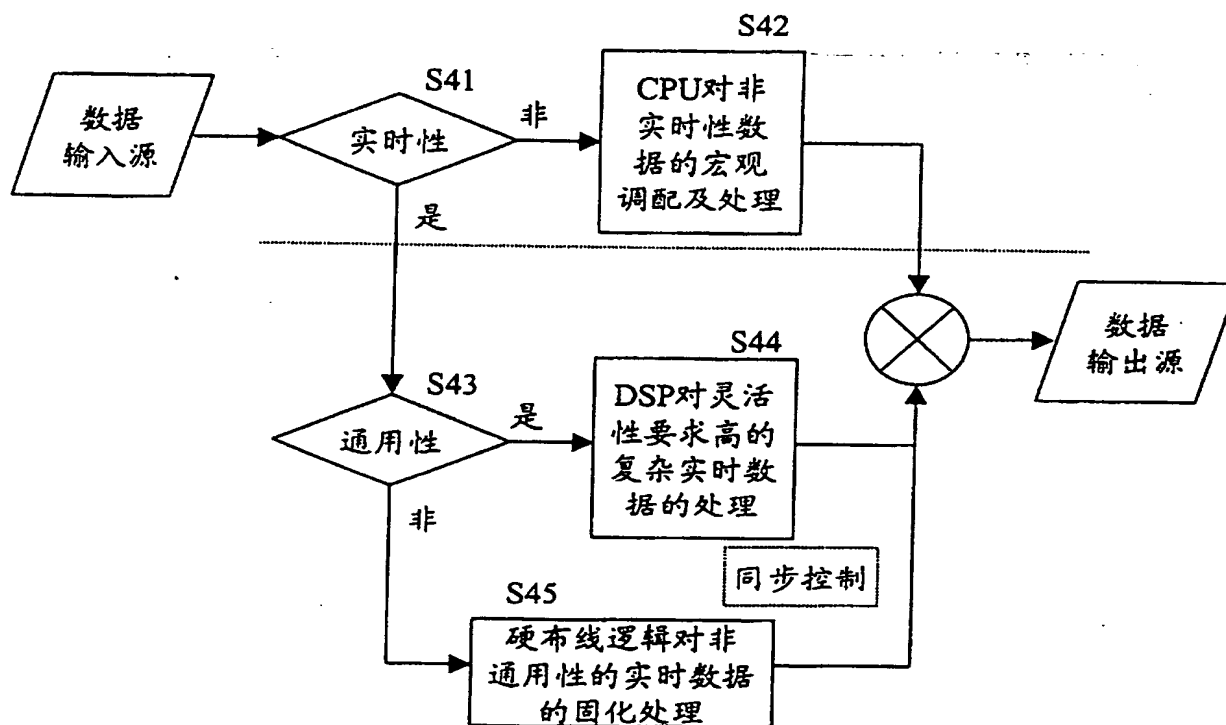 S42
S41
数据
输入源
实时性
非
CPU对非
实时性数
据的宏观
调配及处理
是
数据
输出源
S44
S43
通用性
是
DSP对灵活
性要求高的
复杂实时数
据的处理
非
同步控制
S45
硬布线逻辑对非
通用性的实时数据
的固化处理